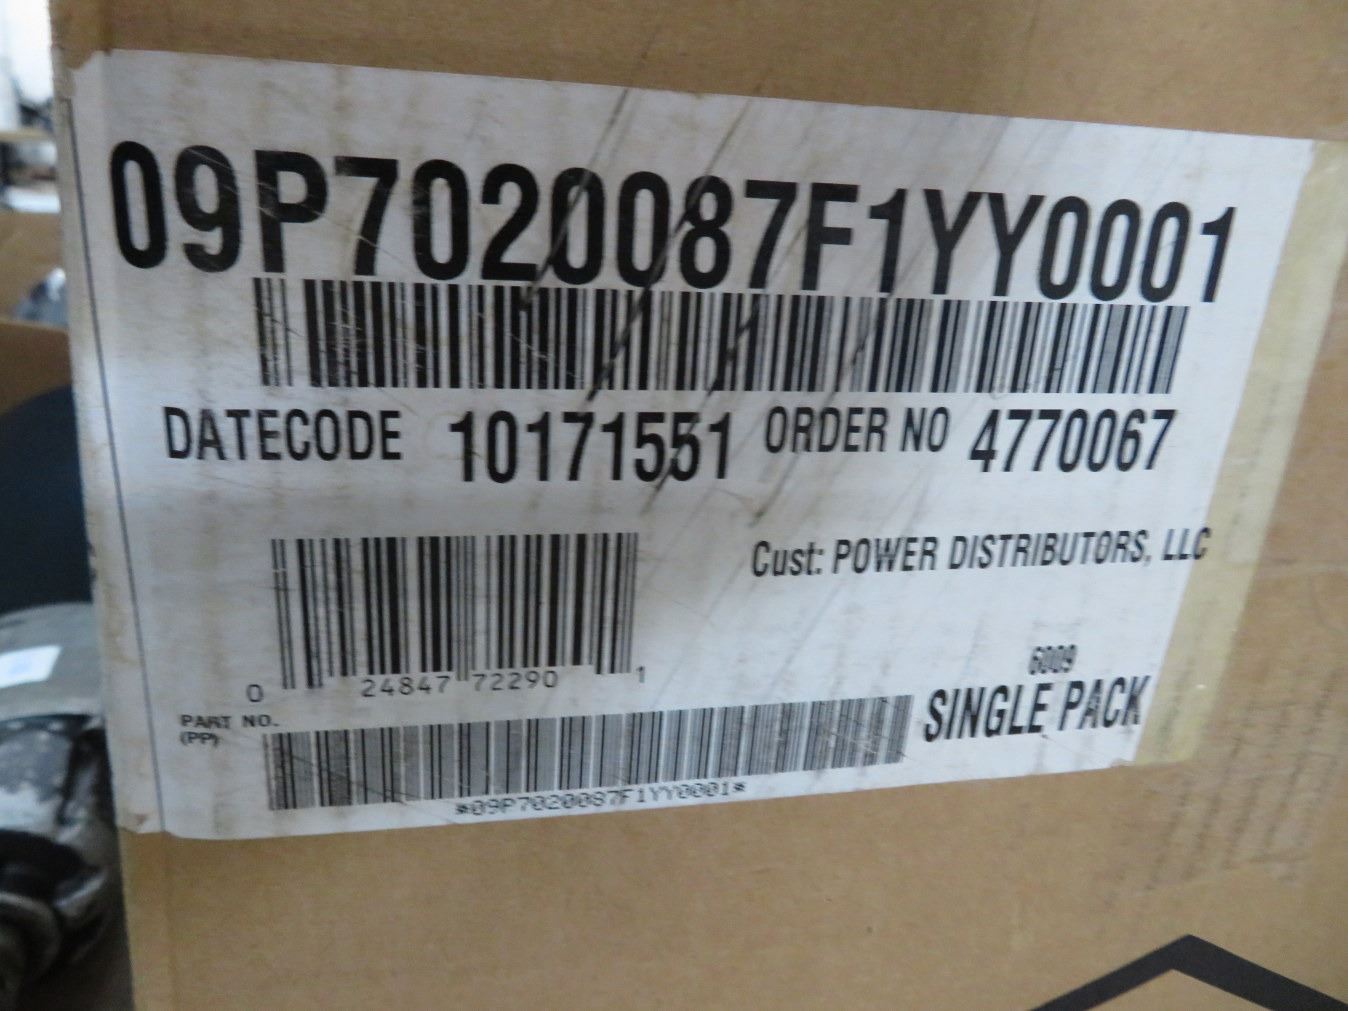 09P7020087F1YY0001
DATECODE 10171551 ORDER NO 4770067
Cust: POWER DISTRIBUTORS, LLC
0 24847 72290 1
6009
SINGLE PACK
PART NO.
(PP)
*09P7020087F1YY0001*